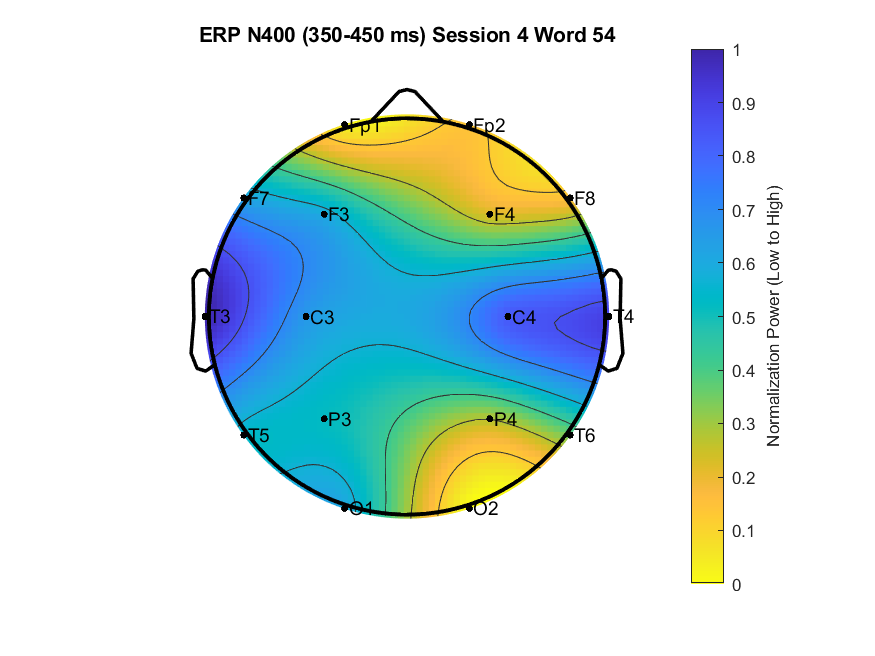 ERP N400 (350-450 ms) Session 4 Word 54
Fp1 Fp2
F7 F8
F3 F4
T3 C3 C4 T4
P3 P4
T5 T6
O1 O2
1
0.9
0.8
0.7
0.6
0.5
0.4
0.3
0.2
0.1
0
Normalization Power (Low to High)